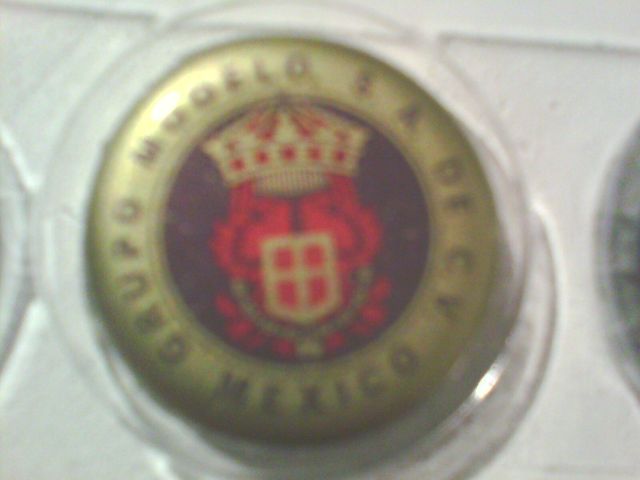 GRUPO MODELO S.A. DE C.V.
MEXICO